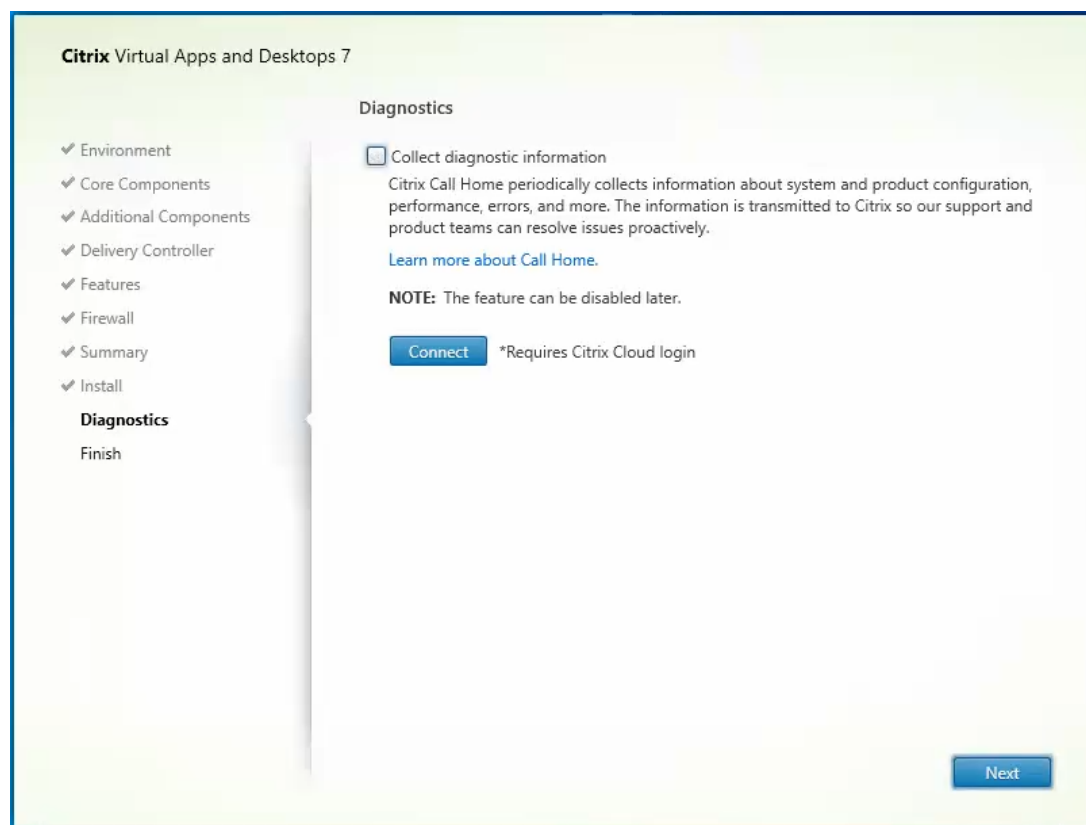 Citrix Virtual Apps and Desktops 7
Environment
Core Components
Additional Components
Delivery Controller
Features
Firewall
Summary
Install
Diagnostics
Finish
Diagnostics
Collect diagnostic information
Citrix Call Home periodically collects information about system and product configuration,
performance, errors, and more. The information is transmitted to Citrix so our support and
product teams can resolve issues proactively.
Learn more about Call Home.
NOTE: The feature can be disabled later.
Connect *Requires Citrix Cloud login
Next